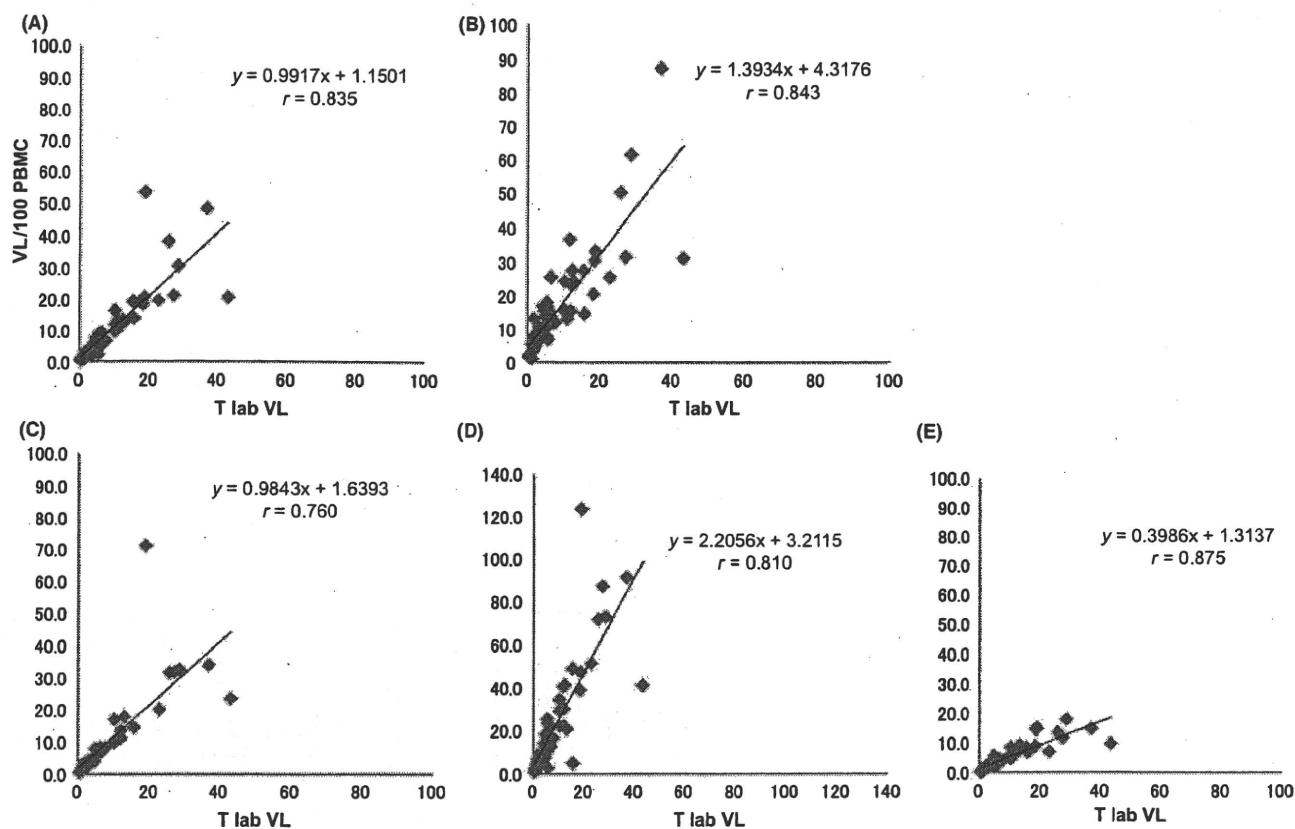 (A)
100.0
90.0
80.0
70.0
60.0
50.0
40.0
30.0
20.0
10.0
0.0
VL/100 PBMC
y = 0.9917x + 1.1501
r = 0.835
0 20 40 60 80 100
T lab VL
(B)
100
90
80
70
60
50
40
30
20
10
0
y = 1.3934x + 4.3176
r = 0.843
0 20 40 60 80 100
T lab VL
(C)
100.0
90.0
80.0
70.0
60.0
50.0
40.0
30.0
20.0
10.0
0.0
y = 0.9843x + 1.6393
r = 0.760
0 20 40 60 80 100
T lab VL
(D)
140.0
120.0
100.0
80.0
60.0
40.0
20.0
0.0
y = 2.2056x + 3.2115
r = 0.810
0 20 40 60 80 100 120 140
T lab VL
(E)
100.0
90.0
80.0
70.0
60.0
50.0
40.0
30.0
20.0
10.0
0.0
y = 0.3986x + 1.3137
r = 0.875
0 20 40 60 80 100
T lab VL